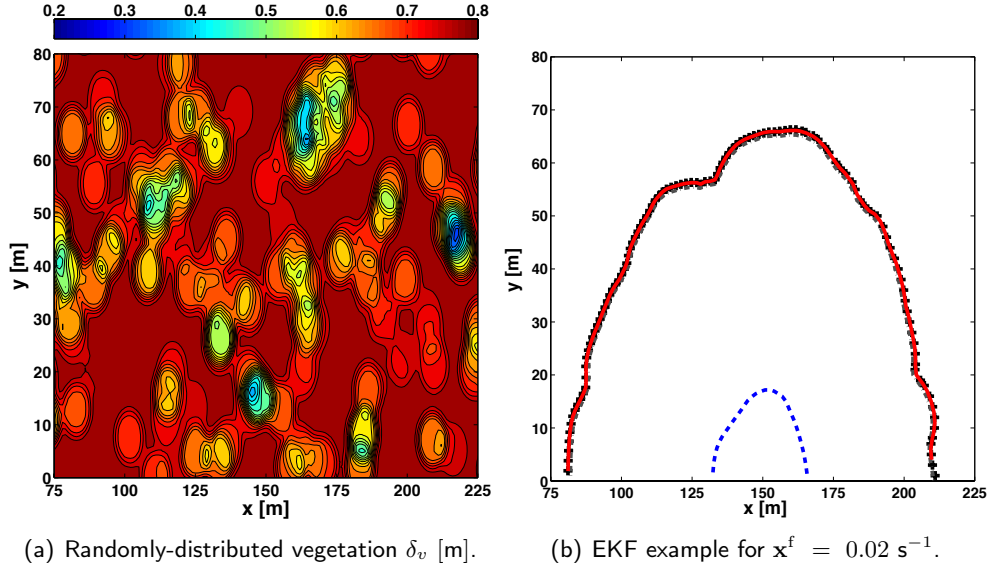 0.2 0.3 0.4 0.5 0.6 0.7 0.8
80
70
60
50
40
30
20
10
0
y [m]
75 100 125 150 175 200 225
x [m]
(a) Randomly-distributed vegetation δᵥ [m].
80
70
60
50
40
30
20
10
0
y [m]
75 100 125 150 175 200 225
x [m]
(b) EKF example for xᶠ = 0.02 s⁻¹.